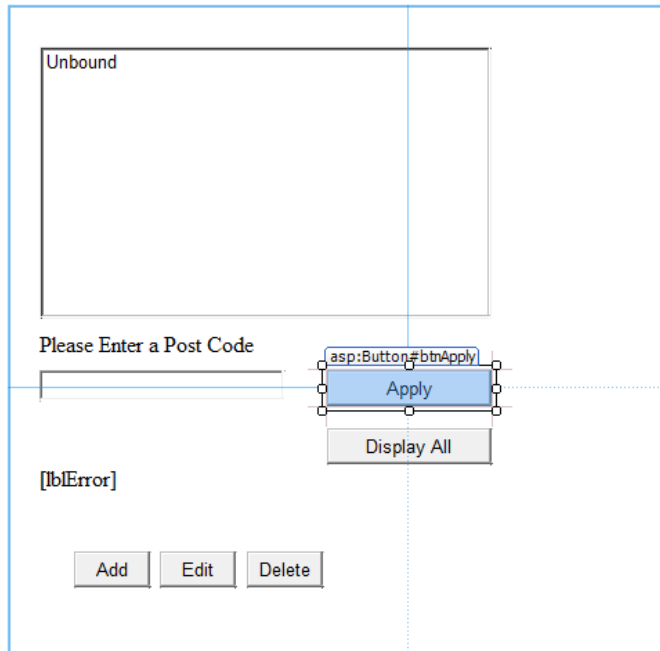 Unbound
Please Enter a Post Code
asp:Button#btnApply
Apply
Display All
[lblError]
Add Edit Delete